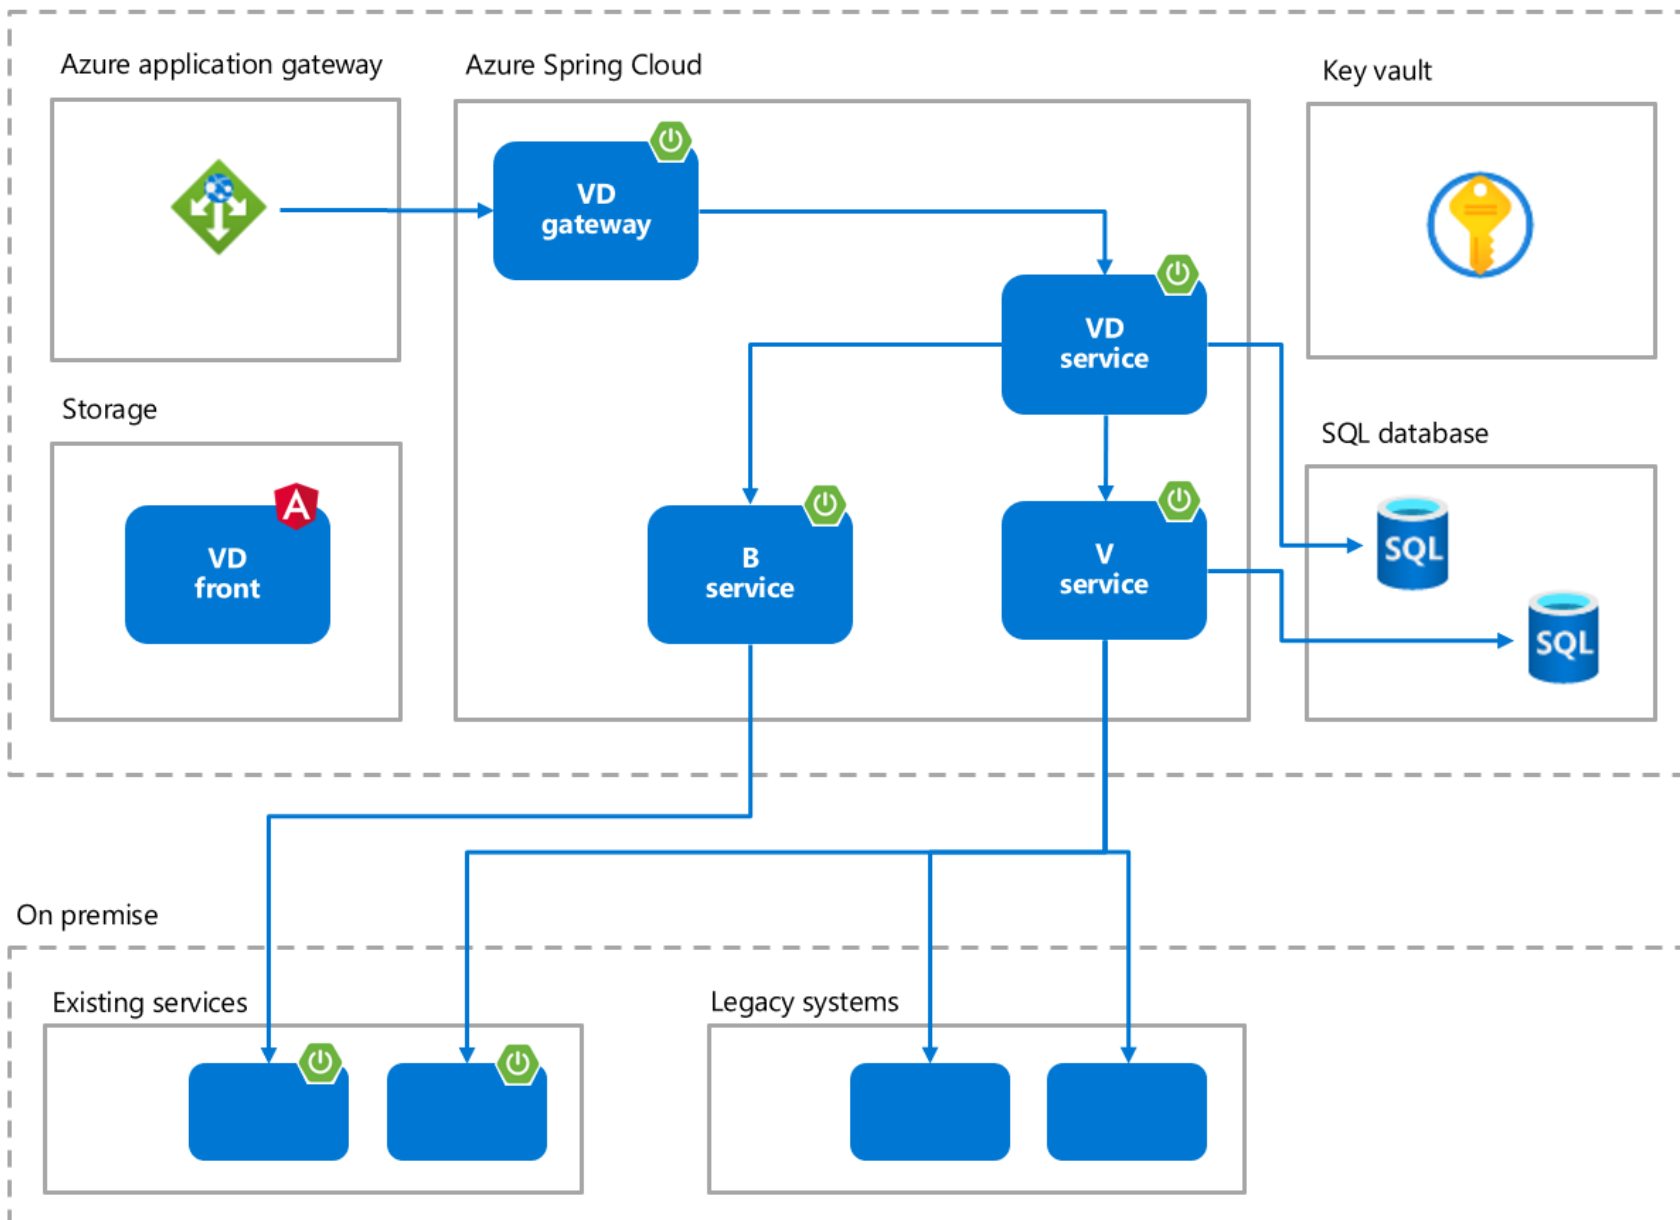 Azure application gateway
Azure Spring Cloud
Key vault
VD
gateway
VD
service
Storage
SQL database
A
VD
front
B
service
V
service
SQL
SQL
On premise
Existing services
Legacy systems